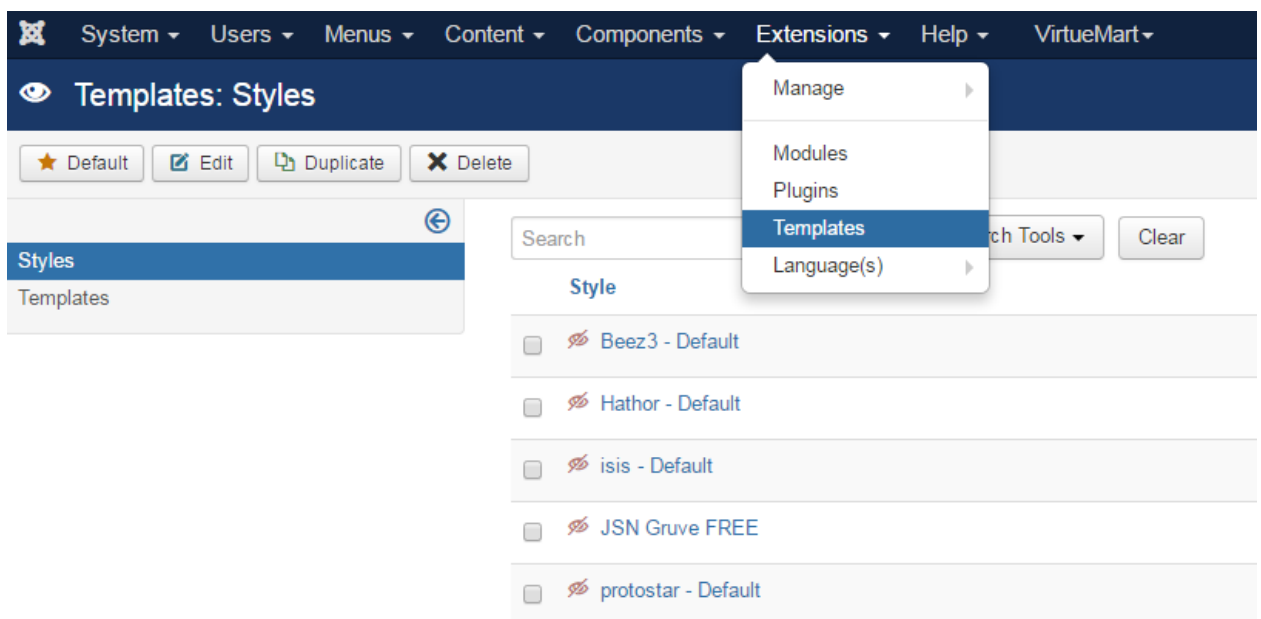 System Users Menus Content Components Extensions Help VirtueMart
Templates: Styles
Manage
Modules
Plugins
Templates
Language(s)
Default Edit Duplicate Delete
Styles
Templates
Search
ch Tools Clear
Style
Beez3 - Default
Hathor - Default
isis - Default
JSN Gruve FREE
protostar - Default